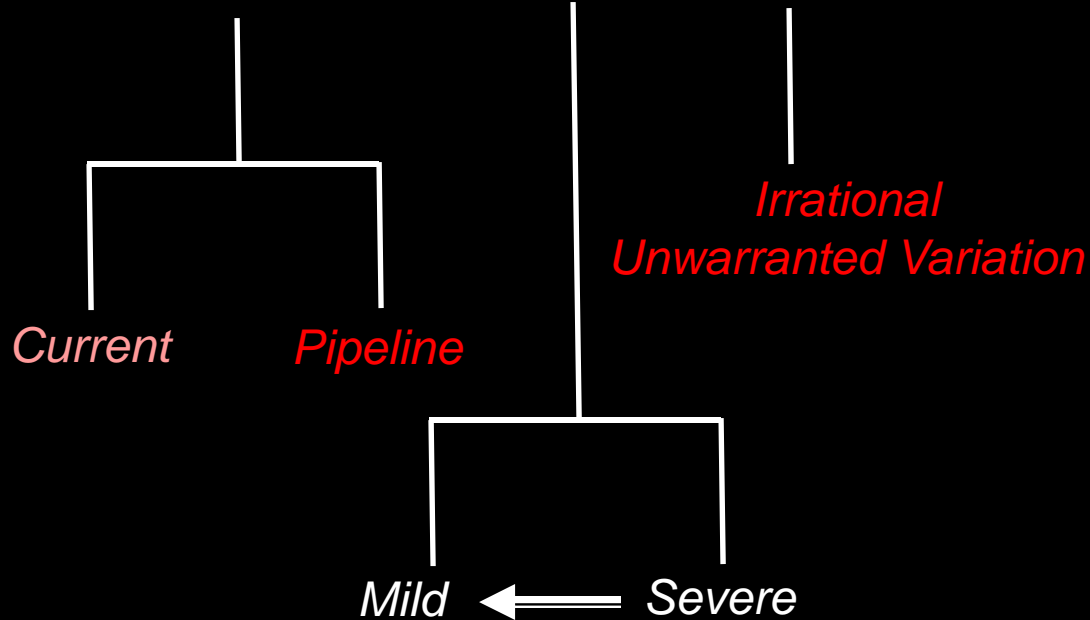 Irrational
Unwarranted Variation
Current
Pipeline
Mild
Severe